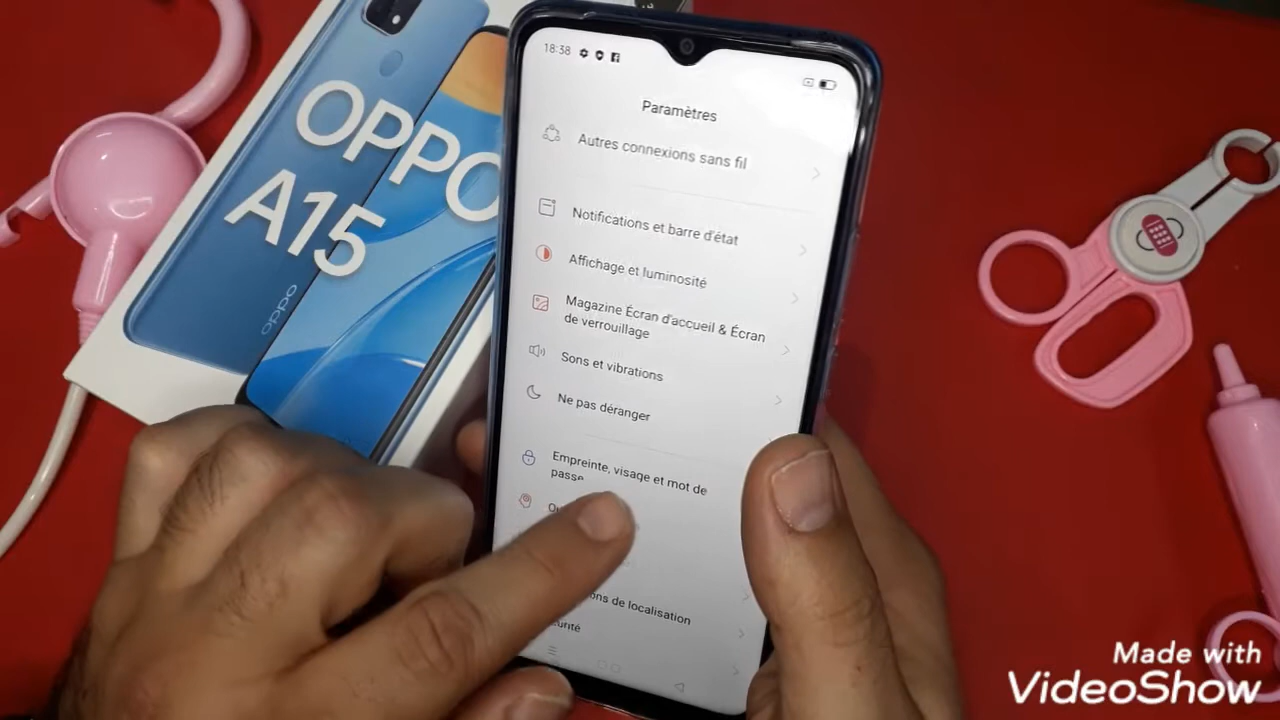 OPPO
A15
oppo
18:38
Paramètres
Autres connexions sans fil
Notifications et barre d'état
Affichage et luminosité
Magazine Écran d'accueil & Écran
de verrouillage
Sons et vibrations
Ne pas déranger
Empreinte, visage et mot de
passe
de localisation
Made with
VideoShow